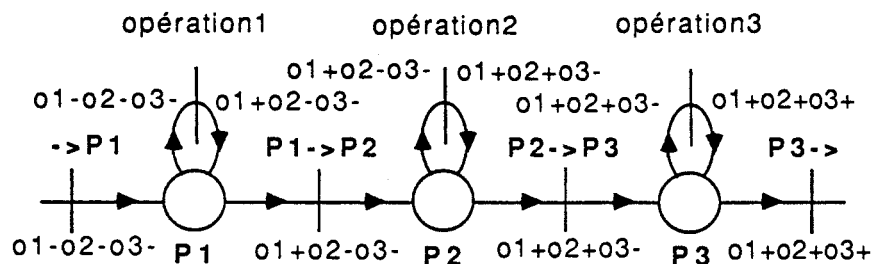 opération1 opération2 opération3
o1+o2-o3- o1+o2+o3-
o1-o2-o3- o1+o2-o3- o1+o2+o3- o1+o2+o3+
->P1 P1->P2 P2->P3 P3->
o1-o2-o3- P1 o1+o2-o3- P2 o1+o2+o3- P3 o1+o2+o3+